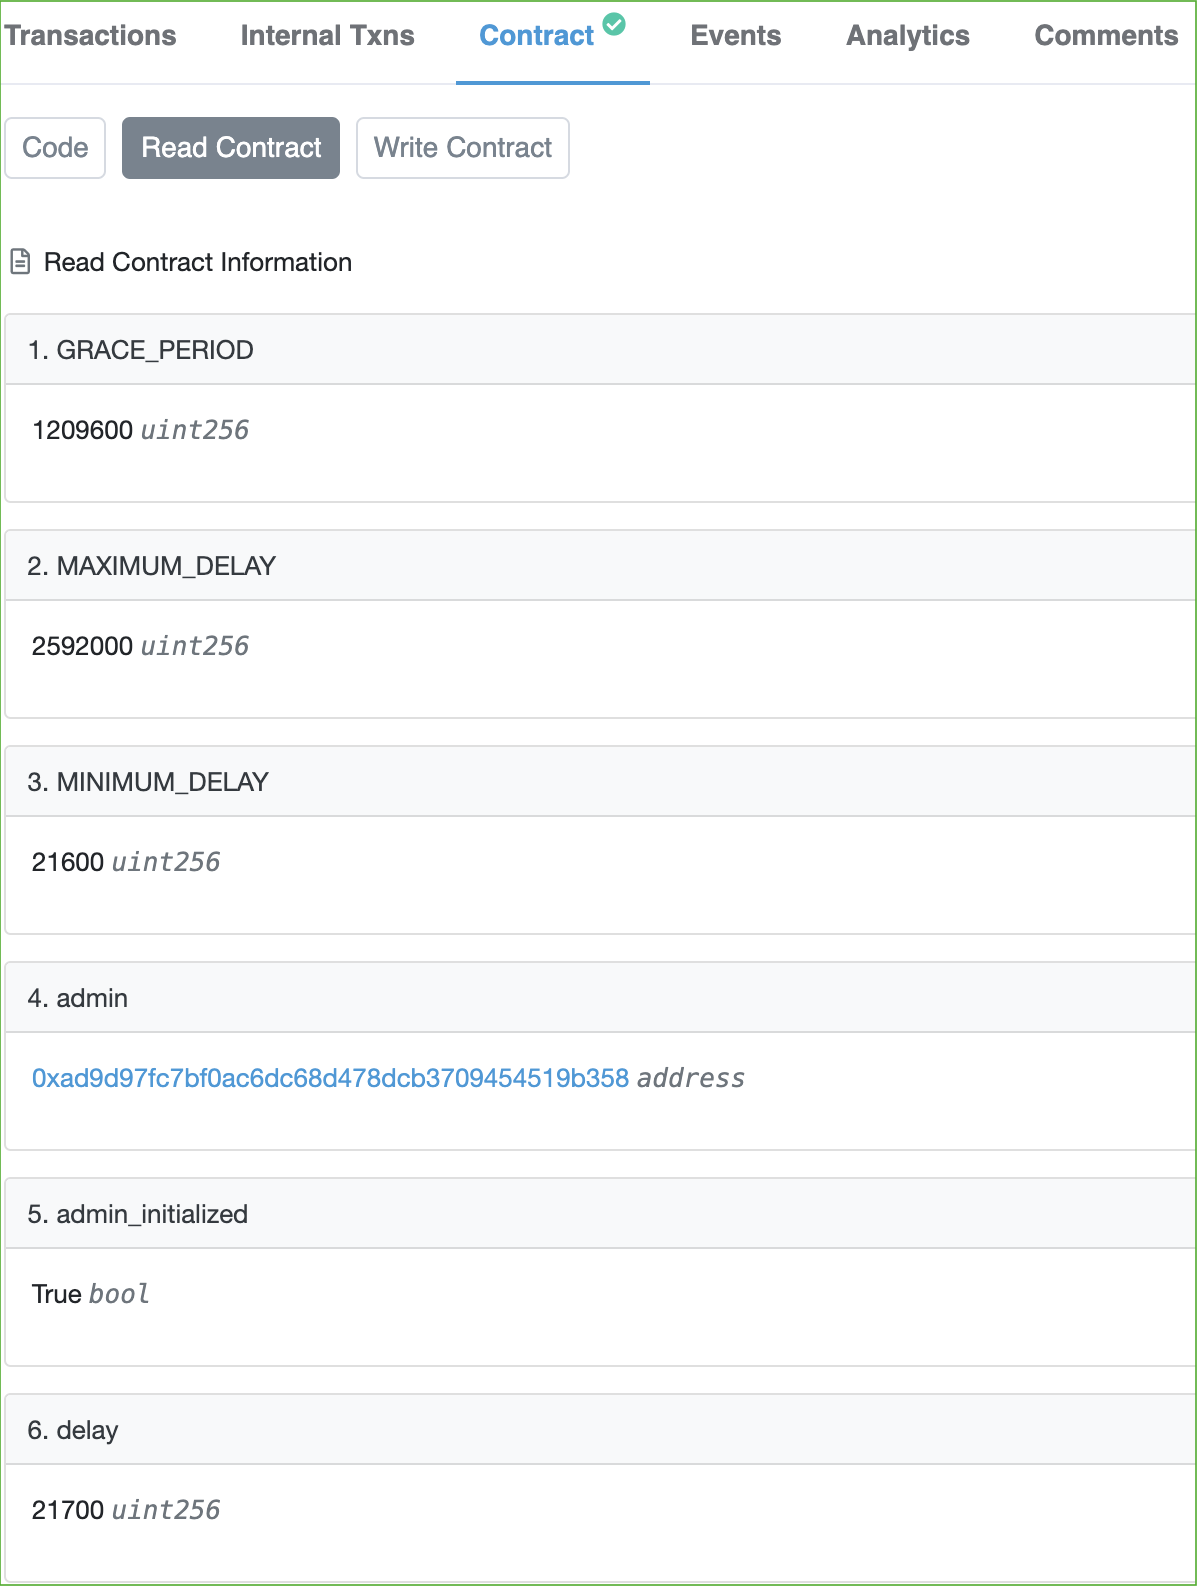 Transactions Internal Txns Contract Events Analytics Comments
Code Read Contract Write Contract
Read Contract Information
1. GRACE_PERIOD
1209600 uint256
2. MAXIMUM_DELAY
2592000 uint256
3. MINIMUM_DELAY
21600 uint256
4. admin
0xad9d97fc7bf0ac6dc68d478dcb3709454519b358 address
5. admin_initialized
True bool
6. delay
21700 uint256